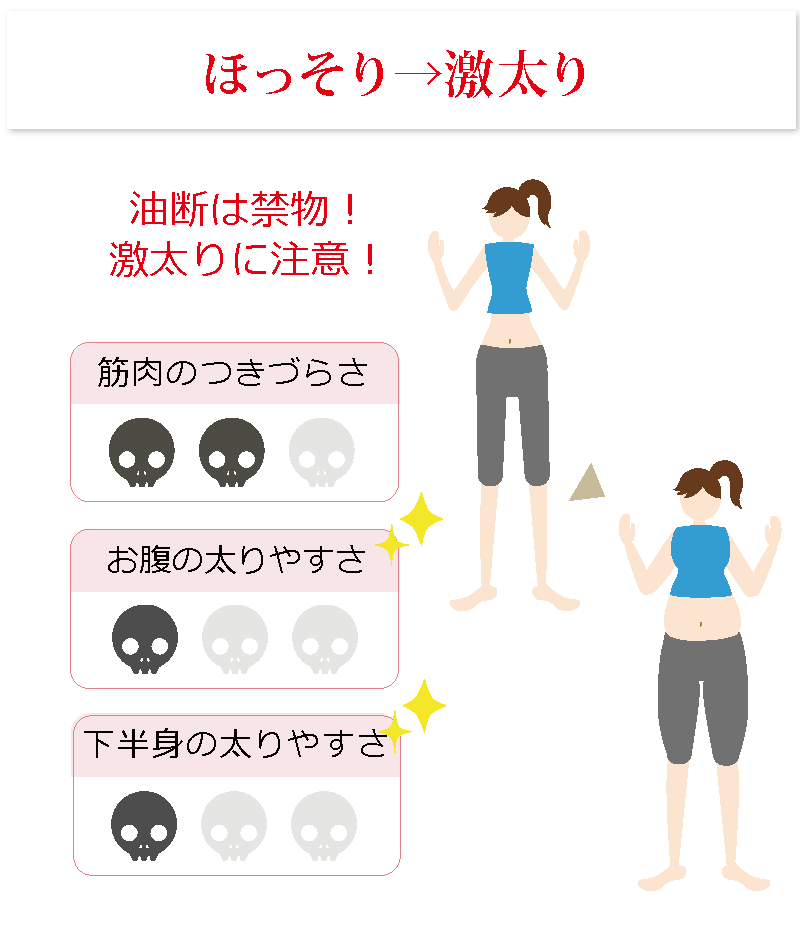 ほっそり→激太り
油断は禁物！
激太りに注意！
筋肉のつきづらさ
お腹の太りやすさ
下半身の太りやすさ